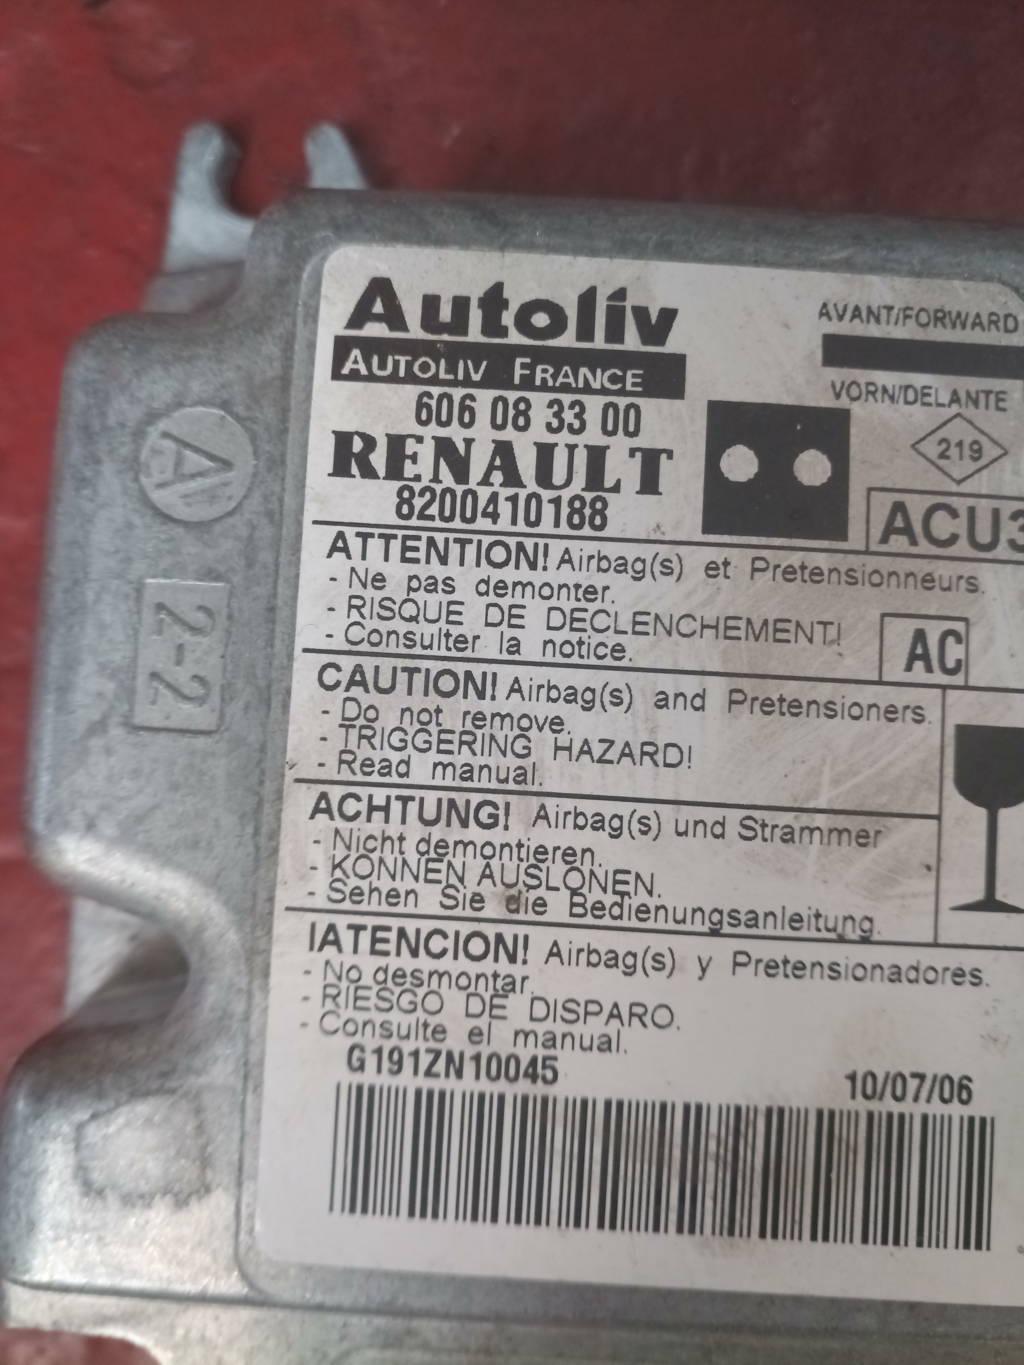 Autoliv
AUTOLIV FRANCE
606 08 33 00
RENAULT
8200410188
AVANT/FORWARD
VORN/DELANTE
219
ACU3
ATTENTION! Airbag(s) et Pretensionneurs.
- Ne pas demonter.
- RISQUE DE DECLENCHEMENT!
- Consulter la notice.
AC
CAUTION! Airbag(s) and Pretensioners.
- Do not remove.
- TRIGGERING HAZARD!
- Read manual.
ACHTUNG! Airbag(s) und Strammer
- Nicht demontieren.
- KONNEN AUSLONEN.
- Sehen Sie die Bedienungsanleitung.
IATENCION! Airbag(s) y Pretensionadores.
- No desmontar.
- RIESGO DE DISPARO.
- Consulte el manual.
G191ZN10045
10/07/06
A
2-2